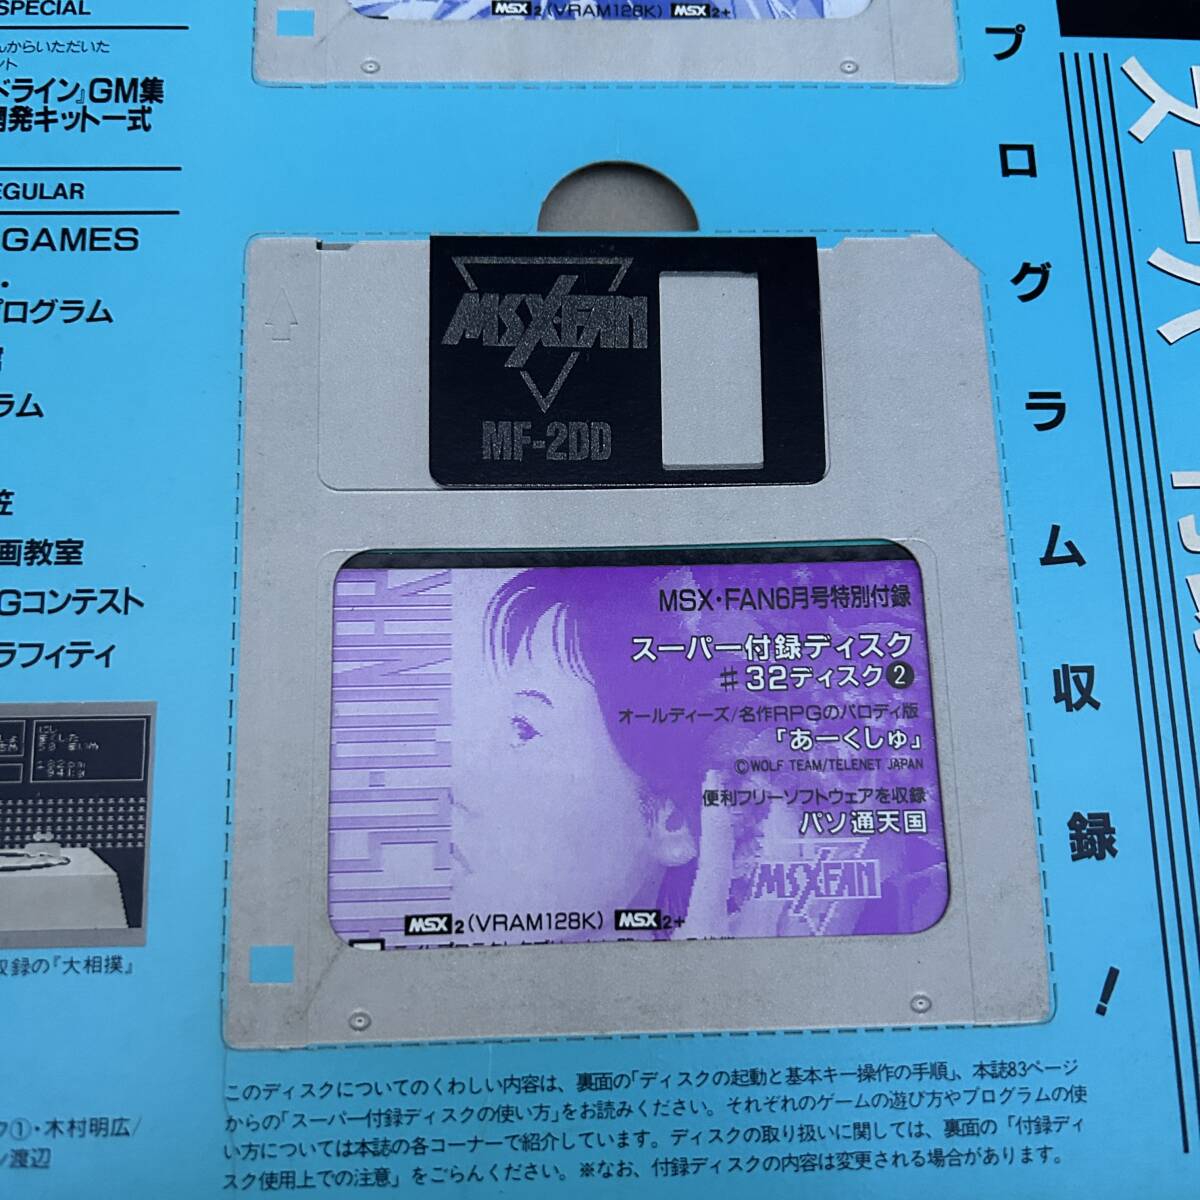 SPECIAL
んからいただいた
ント
ドライン』GM集
開発キット一式
EGULAR
GAMES
プログラム
ラム
笠
画教室
Gコンテスト
ラフィティ
収録の『大相撲』
ク①・木村明広/
ン渡辺
MSX2(VRAM128K) MSX2+
MSX・FAN
MF-2DD
MSX・FAN6月号特別付録
スーパー付録ディスク
♯32ディスク❷
オールディーズ/名作RPGのパロディ版
「あーくしゅ」
©WOLF TEAM/TELENET JAPAN
便利フリーソフトウェアを収録
パソ通天国
MSX・FAN
MSX2(VRAM128K) MSX2+
プログラム収録!
このディスクについてのくわしい内容は、裏面の「ディスクの起動と基本キー操作の手順」、本誌83ページ
からの「スーパー付録ディスクの使い方」をお読みください。それぞれのゲームの遊び方やプログラムの使
い方については本誌の各コーナーで紹介しています。ディスクの取り扱いに関しては、裏面の「付録ディ
スク使用上での注意」をごらんください。※なお、付録ディスクの内容は変更される場合があります。